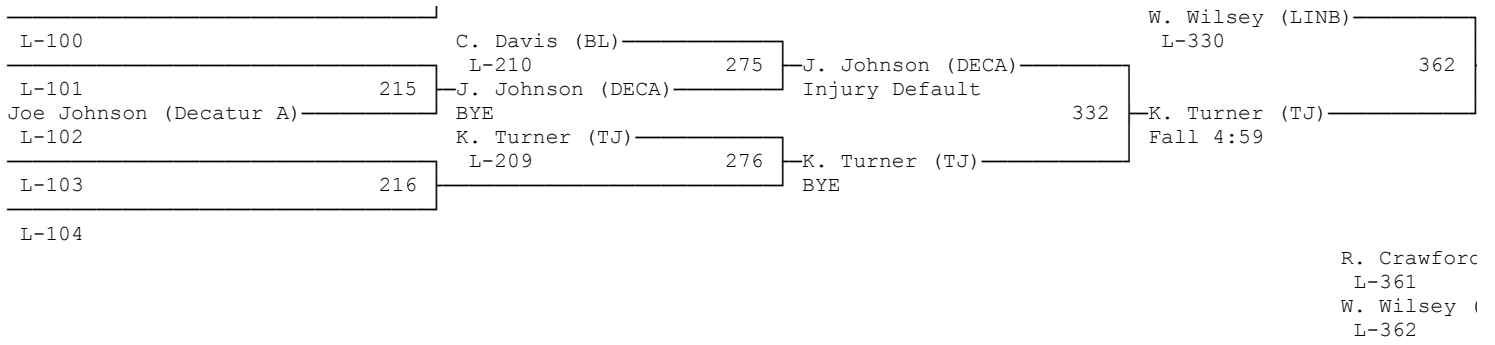 W. Wilsey (LINB)
L-100 C. Davis (BL) L-330
L-210 275 J. Johnson (DECA) 362
L-101 215 J. Johnson (DECA) Injury Default
Joe Johnson (Decatur A) BYE 332 K. Turner (TJ)
L-102 K. Turner (TJ) Fall 4:59
L-209 276 K. Turner (TJ)
L-103 216 BYE
L-104
R. Crawford
L-361
W. Wilsey (
L-362